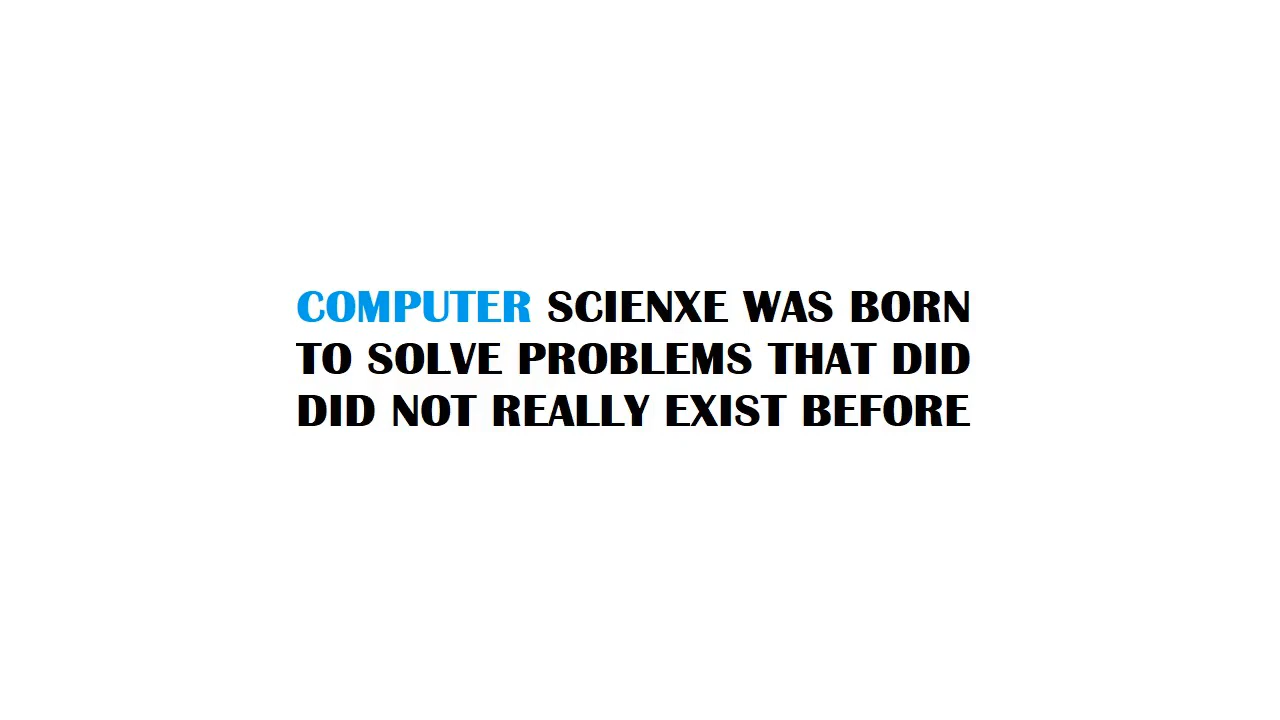 COMPUTER SCIENXE WAS BORN
TO SOLVE PROBLEMS THAT DID
DID NOT REALLY EXIST BEFORE